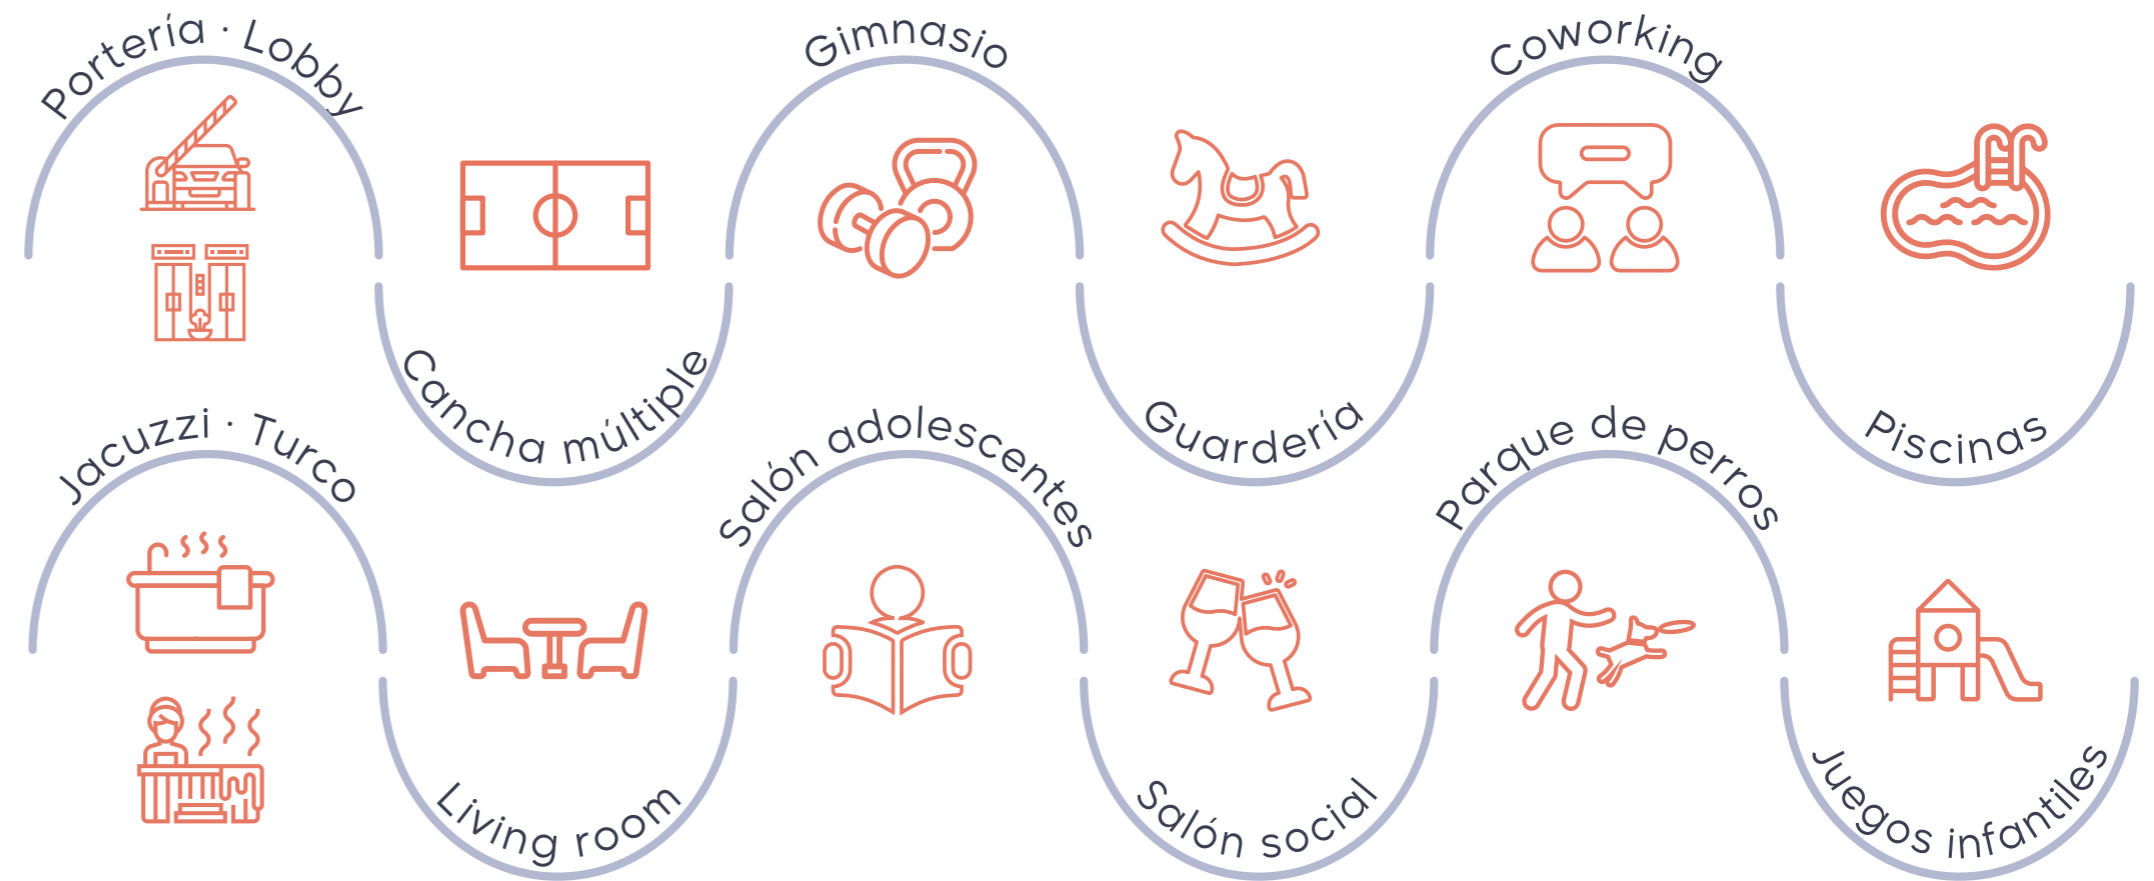 Portería · Lobby
Cancha múltiple
Gimnasio
Guardería
Coworking
Piscinas
Jacuzzi · Turco
Living room
Salón adolescentes
Salón social
Parque de perros
Juegos infantiles